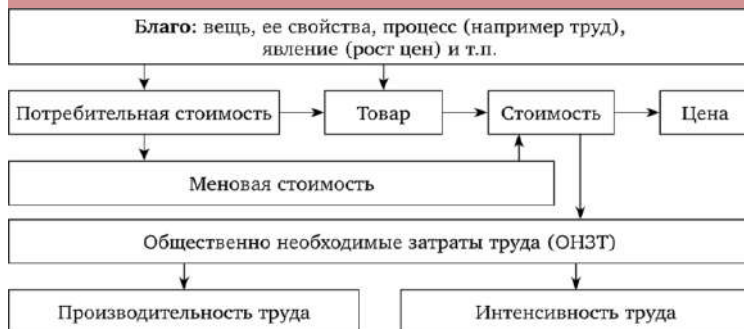 Благо: вещь, ее свойства, процесс (например труд),
явление (рост цен) и т.п.
Потребительная стоимость
Товар
Стоимость
Цена
Меновая стоимость
Общественно необходимые затраты труда (ОНЗТ)
Производительность труда
Интенсивность труда